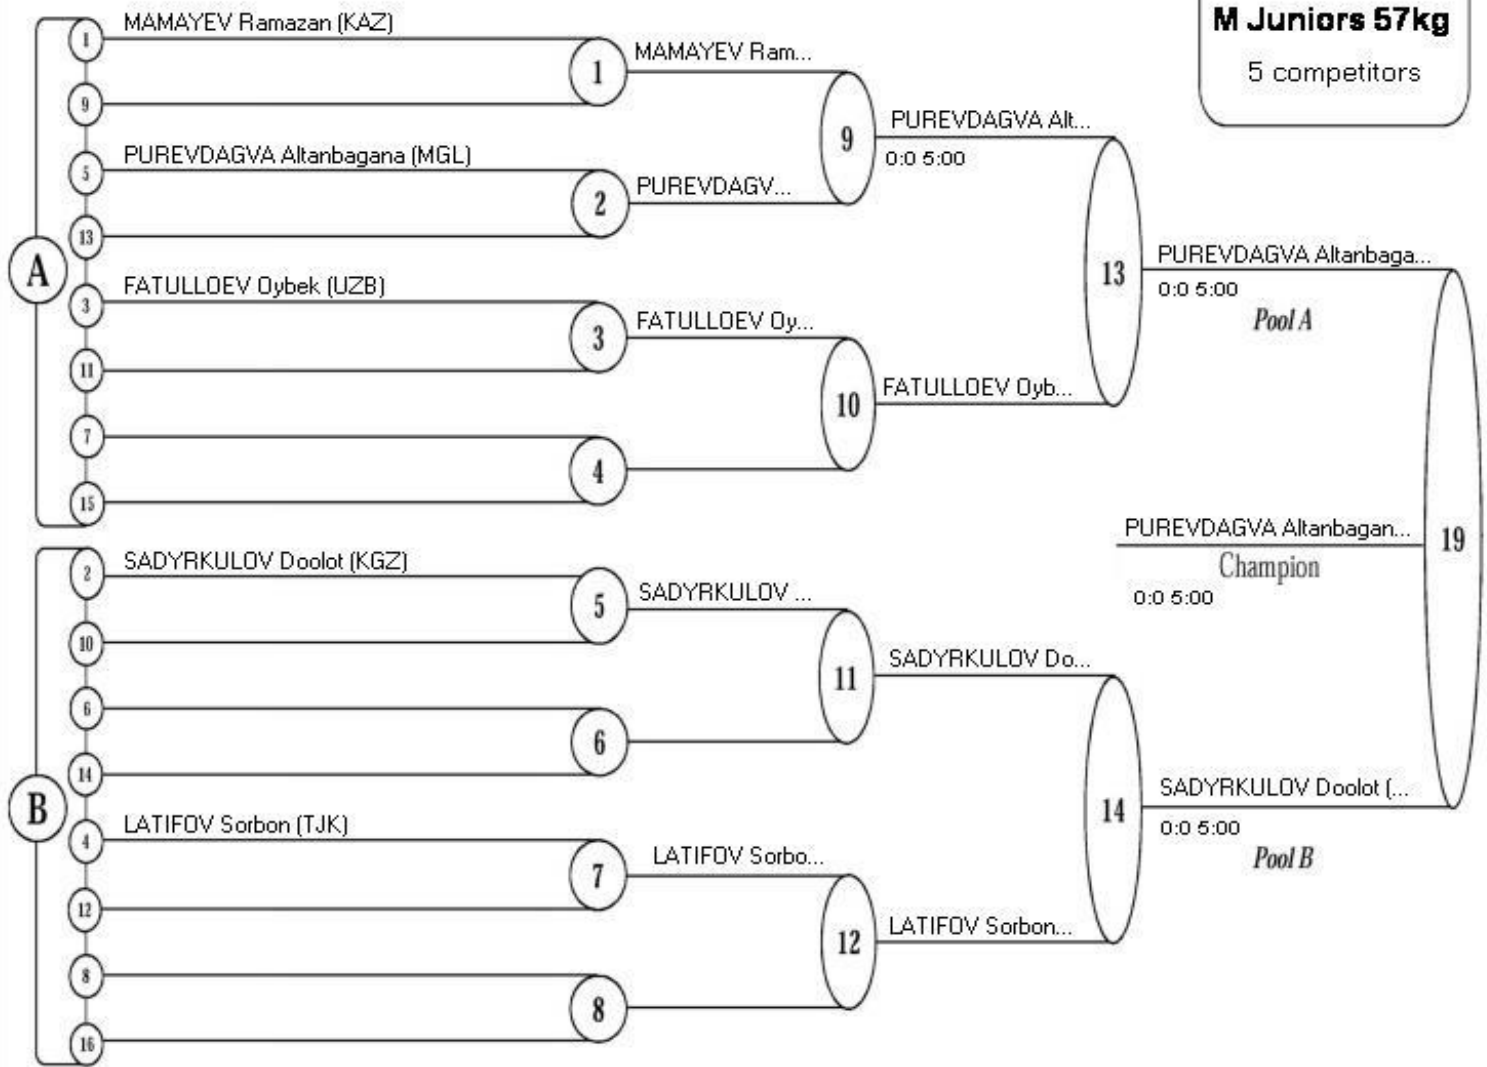 M Juniors 57kg
5 competitors
A
1
MAMAYEV Ramazan (KAZ)
9
1
MAMAYEV Ram...
5
PUREVDAGVA Altanbagana (MGL)
13
2
PUREVDAGV...
9
PUREVDAGVA Alt...
0:0 5:00
3
FATULLOEV Oybek (UZB)
11
3
FATULLOEV Oy...
7
15
4
10
FATULLOEV Oyb...
13
PUREVDAGVA Altanbaga...
0:0 5:00
Pool A
B
2
SADYRKULOV Doolot (KGZ)
10
5
SADYRKULOV ...
6
14
6
11
SADYRKULOV Do...
4
LATIFOV Sorbon (TJK)
12
7
LATIFOV Sorbo...
8
16
8
12
LATIFOV Sorbon...
14
SADYRKULOV Doolot (...
0:0 5:00
Pool B
19
PUREVDAGVA Altanbagan...
Champion
0:0 5:00